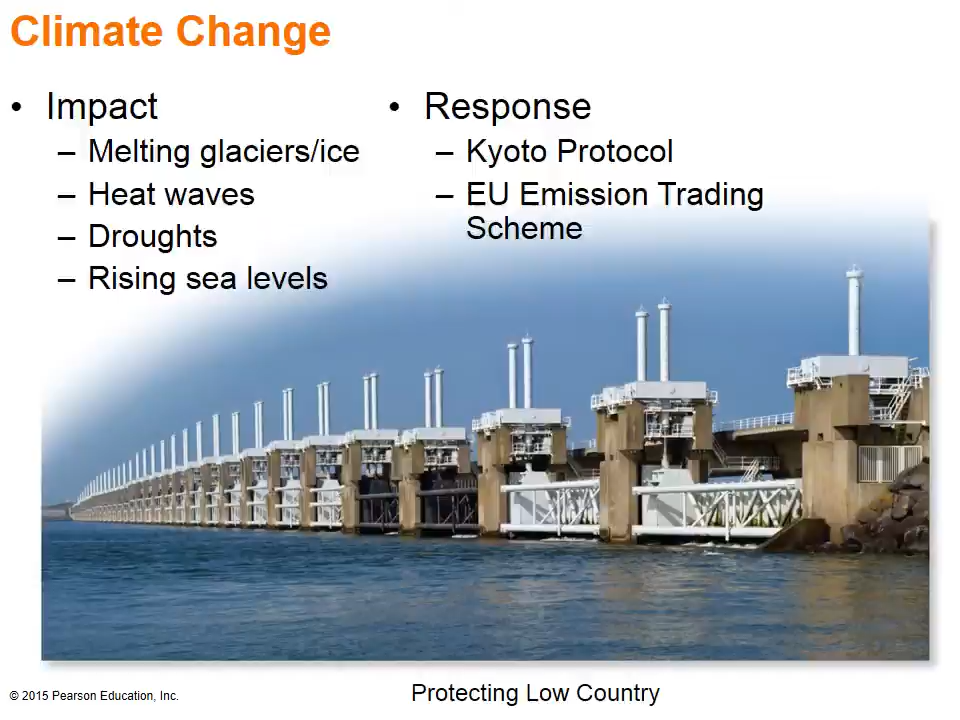 Climate Change
• Impact
– Melting glaciers/ice
– Heat waves
– Droughts
– Rising sea levels
• Response
– Kyoto Protocol
– EU Emission Trading
Scheme
© 2015 Pearson Education, Inc.
Protecting Low Country